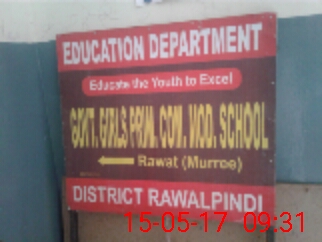 EDUCATION DEPARTMENT
Educate the Youth to Excel
GOVT. GIRLS PRIM. COM. MOD. SCHOOL
Rawat (Murree)
DISTRICT RAWALPINDI
15-05-17 09:31